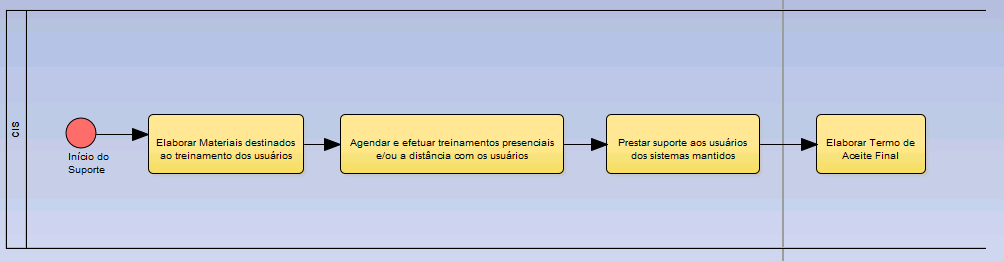 CIS
Início do
Suporte
Elaborar Materiais destinados
ao treinamento dos usuários
Agendar e efetuar treinamentos presenciais
e/ou a distância com os usuários
Prestar suporte aos usuários
dos sistemas mantidos
Elaborar Termo de
Aceite Final